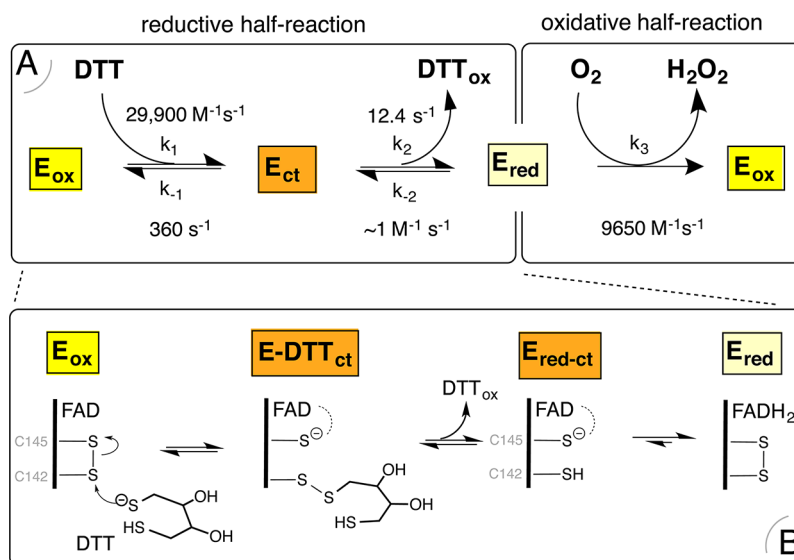 reductive half-reaction
oxidative half-reaction
A
DTT
DTTox
O2
H2O2
29,900 M-1s-1
12.4 s-1
k1
k2
k3
Eox
Ect
Ered
Eox
k-1
k-2
360 s-1
~1 M-1 s-1
9650 M-1s-1
Eox
E-DTTct
Ered-ct
Ered
DTTox
FAD
FAD
FAD
FADH2
C145
S
S⊖
C145
S⊖
S
C142
S
S
S
C142
SH
S
⊖S
OH
HS
OH
DTT
OH
HS
OH
B